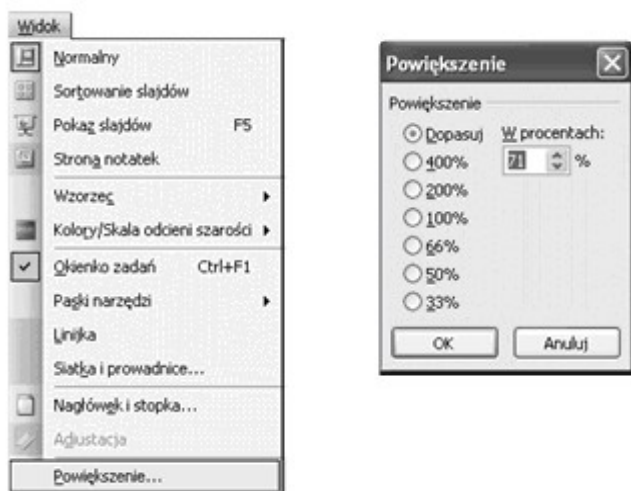 Widok
Normalny
Sortowanie slajdów
Pokaz slajdów F5
Strona notatek
Wzorzec
Kolory/Skala odcieni szarości
Okienko zadań Ctrl+F1
Paski narzędzi
Linijka
Siatka i prowadnice...
Nagłówek i stopka...
Adiustacja
Powiększenie...
Powiększenie
Powiększenie
Dopasuj W procentach:
400% 71 %
200%
100%
66%
50%
33%
OK Anuluj